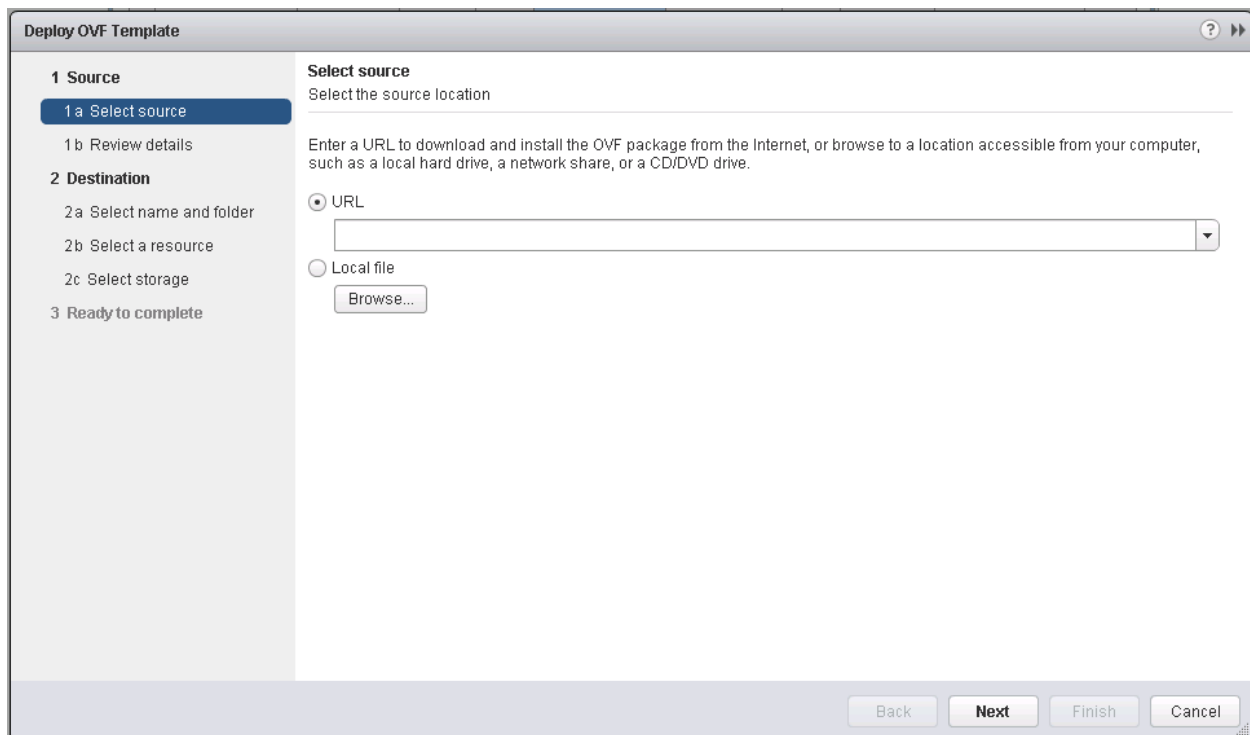 Deploy OVF Template
?
1 Source
1a Select source
1b Review details
2 Destination
2a Select name and folder
2b Select a resource
2c Select storage
3 Ready to complete
Select source
Select the source location
Enter a URL to download and install the OVF package from the Internet, or browse to a location accessible from your computer,
such as a local hard drive, a network share, or a CD/DVD drive.
URL
Local file
Browse...
Back
Next
Finish
Cancel